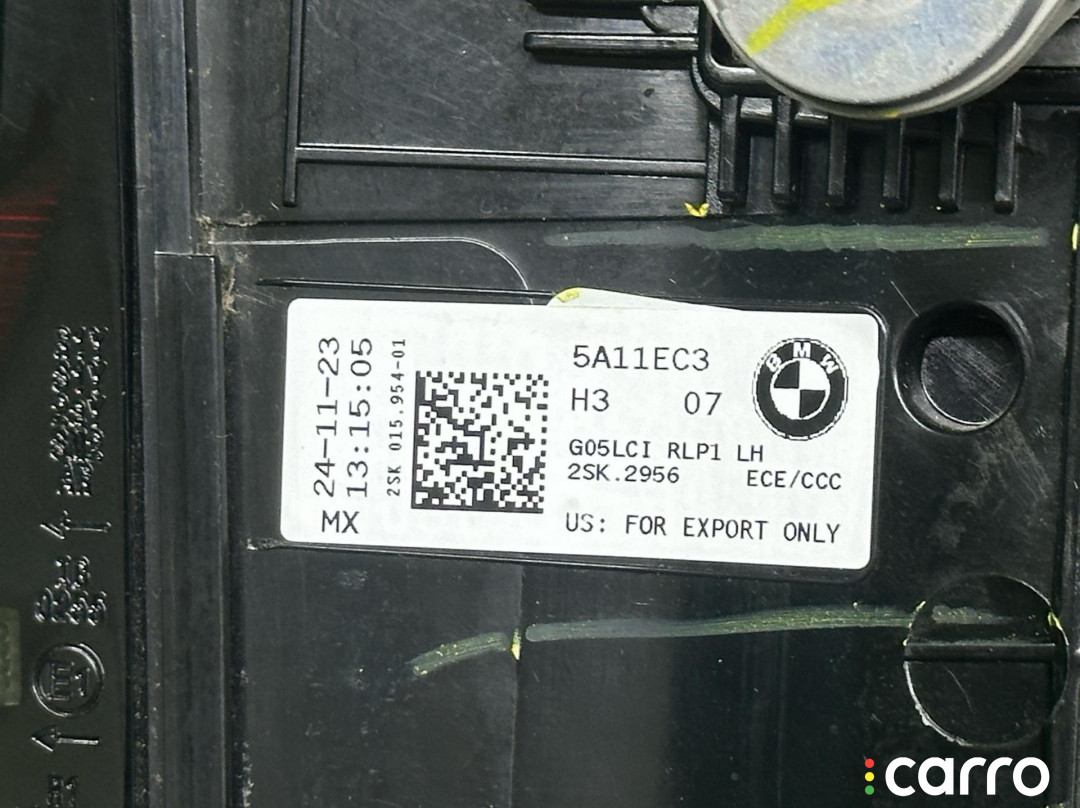 24-11-23
13:15:05
2SK 015.954-01
MX
5A11EC3
H3 07
BMW
G05LCI RLP1 LH
2SK.2956 ECE/CCC
US: FOR EXPORT ONLY
E1
carro